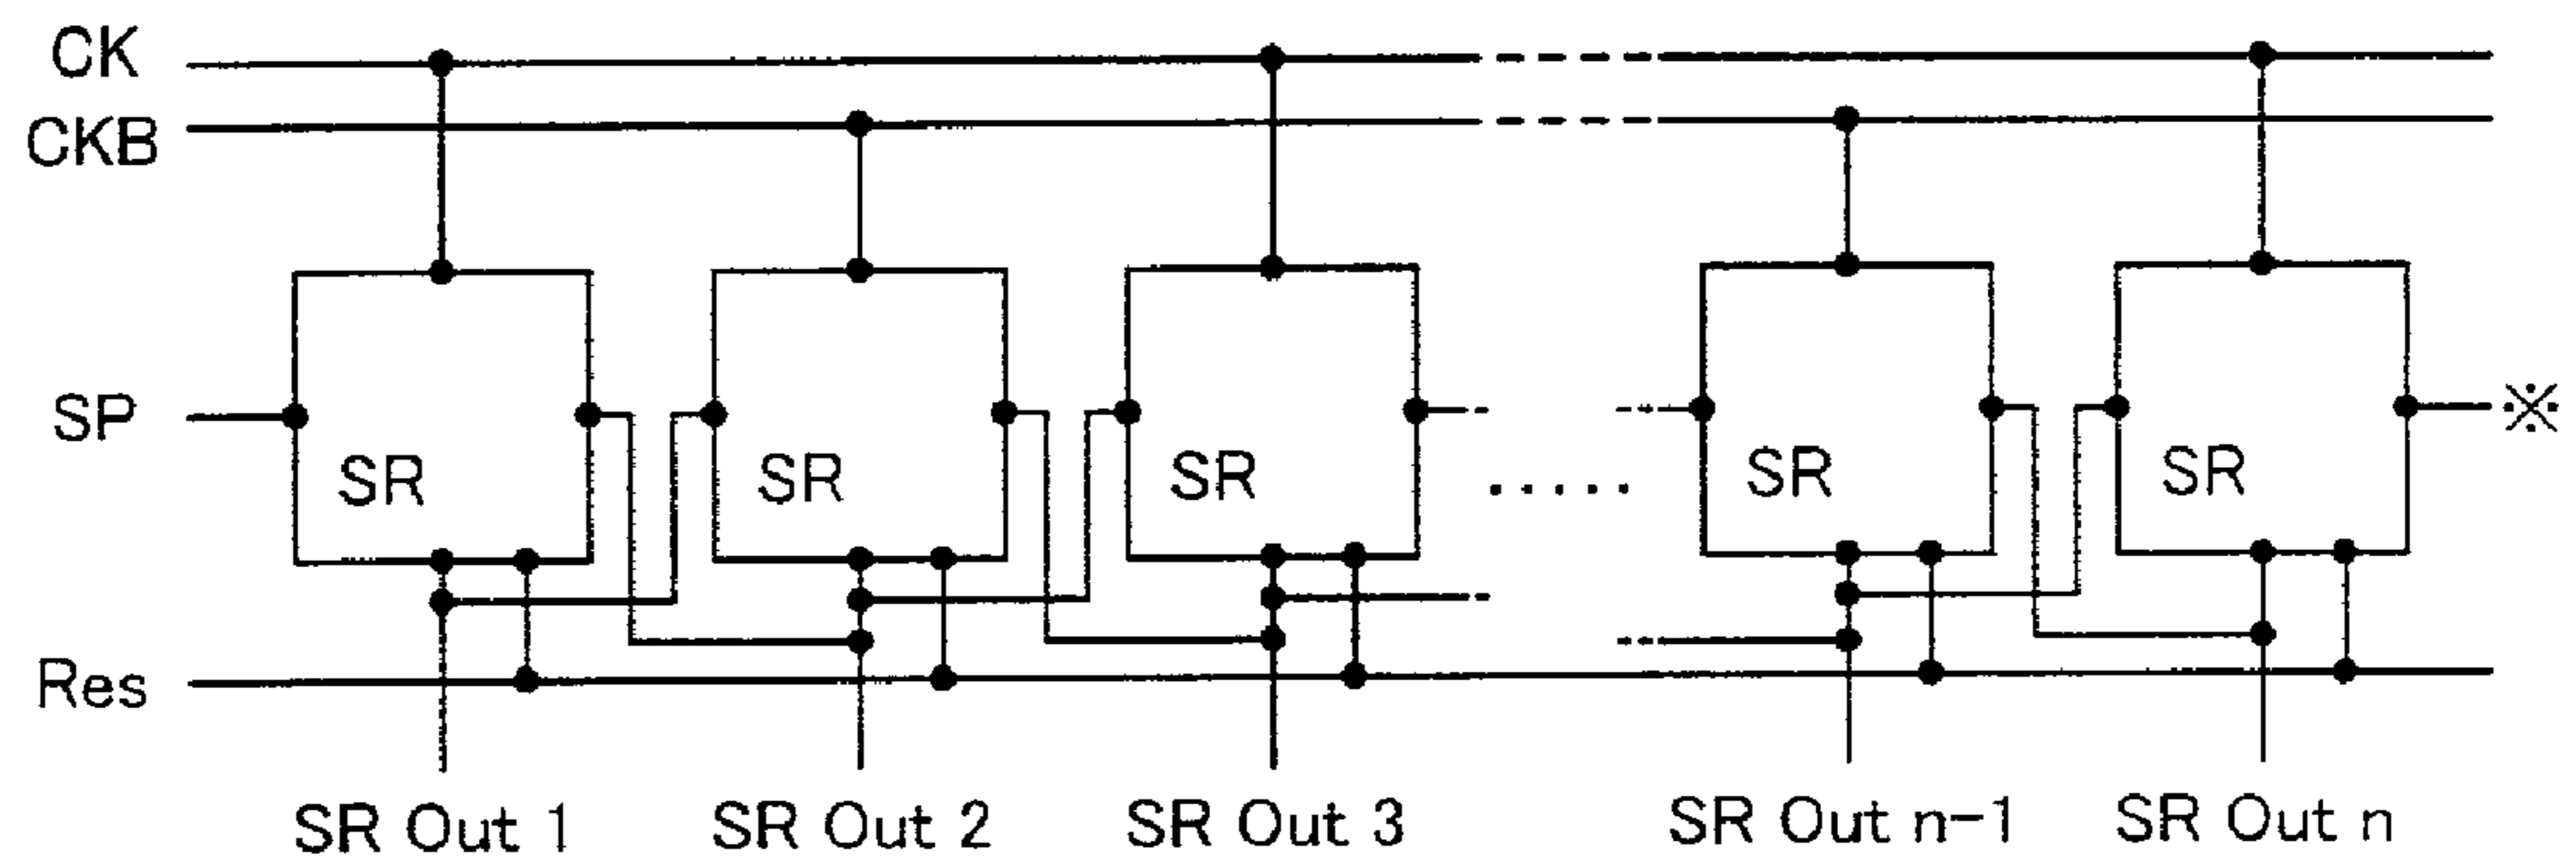 CK
CKB
SP
SR SR SR ..... SR SR
※
Res
SR Out 1 SR Out 2 SR Out 3 SR Out n-1 SR Out n